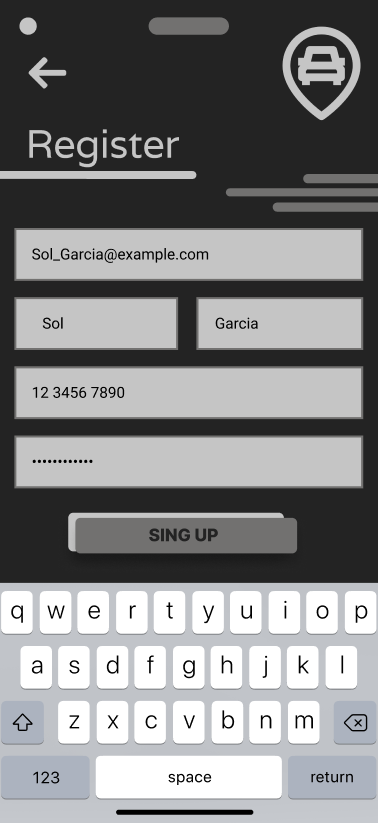 Register
Sol_Garcia@example.com
Sol Garcia
12 3456 7890
••••••••••••
SING UP
q w e r t y u i o p
a s d f g h j k l
z x c v b n m
123 space return